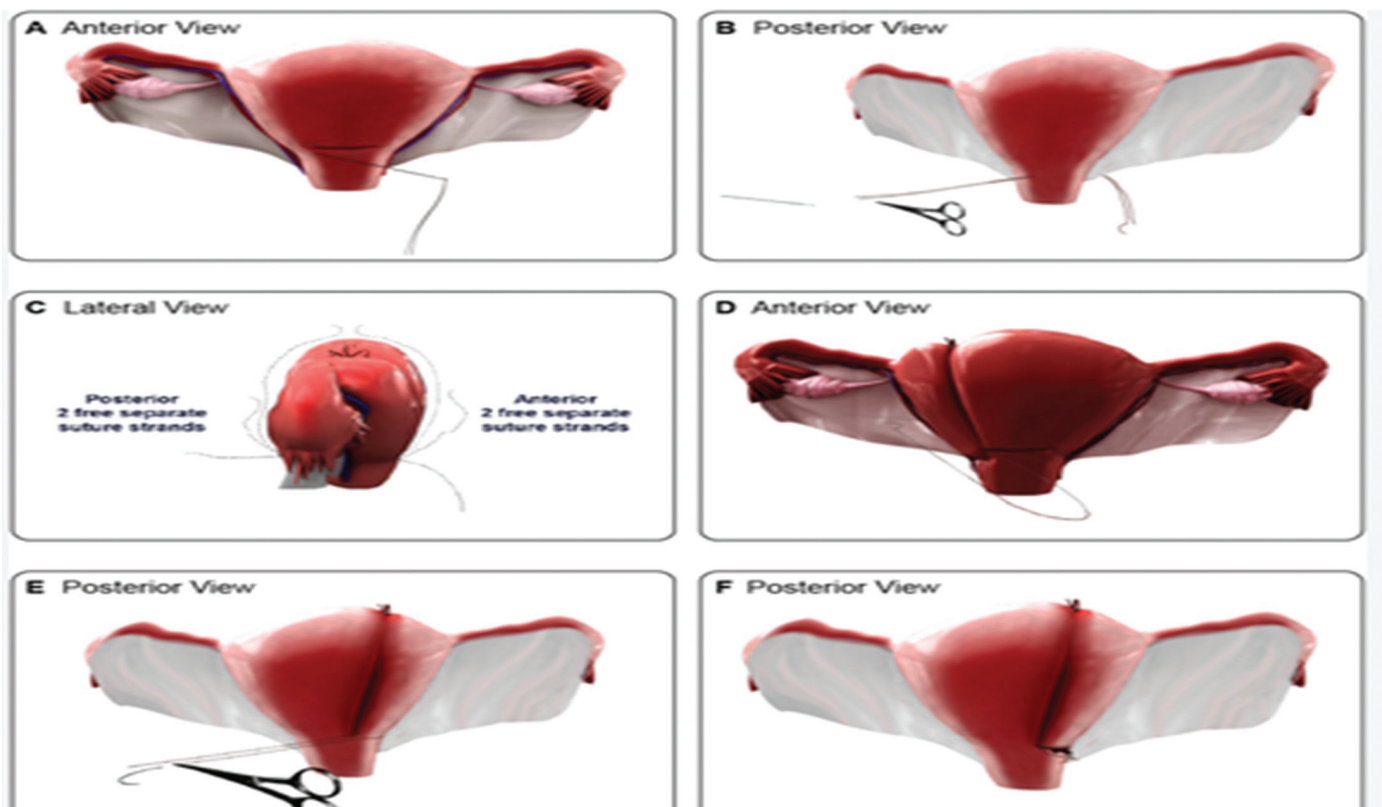 A Anterior View
B Posterior View
C Lateral View
Posterior
2 free separate
suture strands
Anterior
2 free separate
suture strands
D Anterior View
E Posterior View
F Posterior View